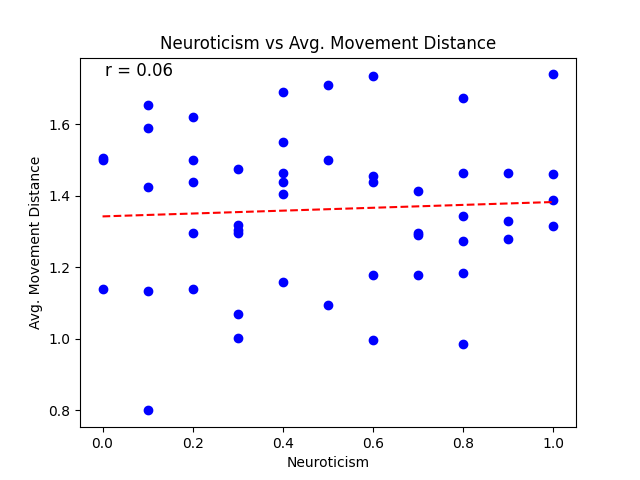 Neuroticism vs Avg. Movement Distance
r = 0.06
Avg. Movement Distance
1.6
1.4
1.2
1.0
0.8
0.0 0.2 0.4 0.6 0.8 1.0
Neuroticism